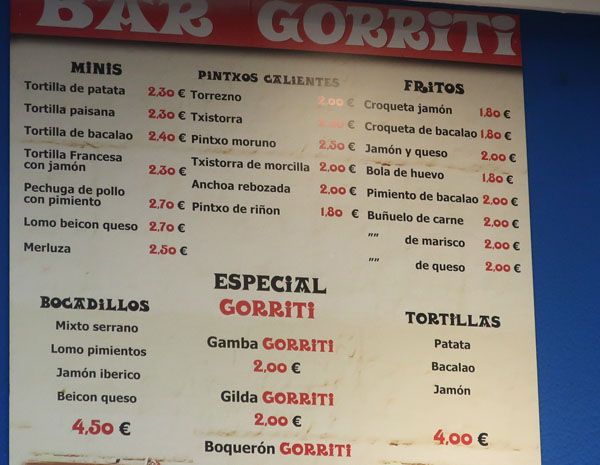 BAR GORRITI
MINIS
Tortilla de patata 2,30 €
Tortilla paisana 2,30 €
Tortilla de bacalao 2,40 €
Tortilla Francesa
con jamón 2,30 €
Pechuga de pollo
con pimiento 2,70 €
Lomo beicon queso 2,70 €
Merluza 2,50 €
PINTXOS CALIENTES
Torrezno 2,00 €
Txistorra €
Pintxo moruno 2,30 €
Txistorra de morcilla 2,00 €
Anchoa rebozada 2,00 €
Pintxo de riñon 1,80 €
FRITOS
Croqueta jamón 1,80 €
Croqueta de bacalao 1,80 €
Jamón y queso 2,00 €
Bola de huevo 1,80 €
Pimiento de bacalao 2,00 €
Buñuelo de carne 2,00 €
"" de marisco 2,00 €
"" de queso 2,00 €
BOCADILLOS
Mixto serrano
Lomo pimientos
Jamón iberico
Beicon queso
4,50 €
ESPECIAL
GORRITI
Gamba GORRITI
2,00 €
Gilda GORRITI
2,00 €
Boquerón GORRITI
TORTILLAS
Patata
Bacalao
Jamón
4,00 €